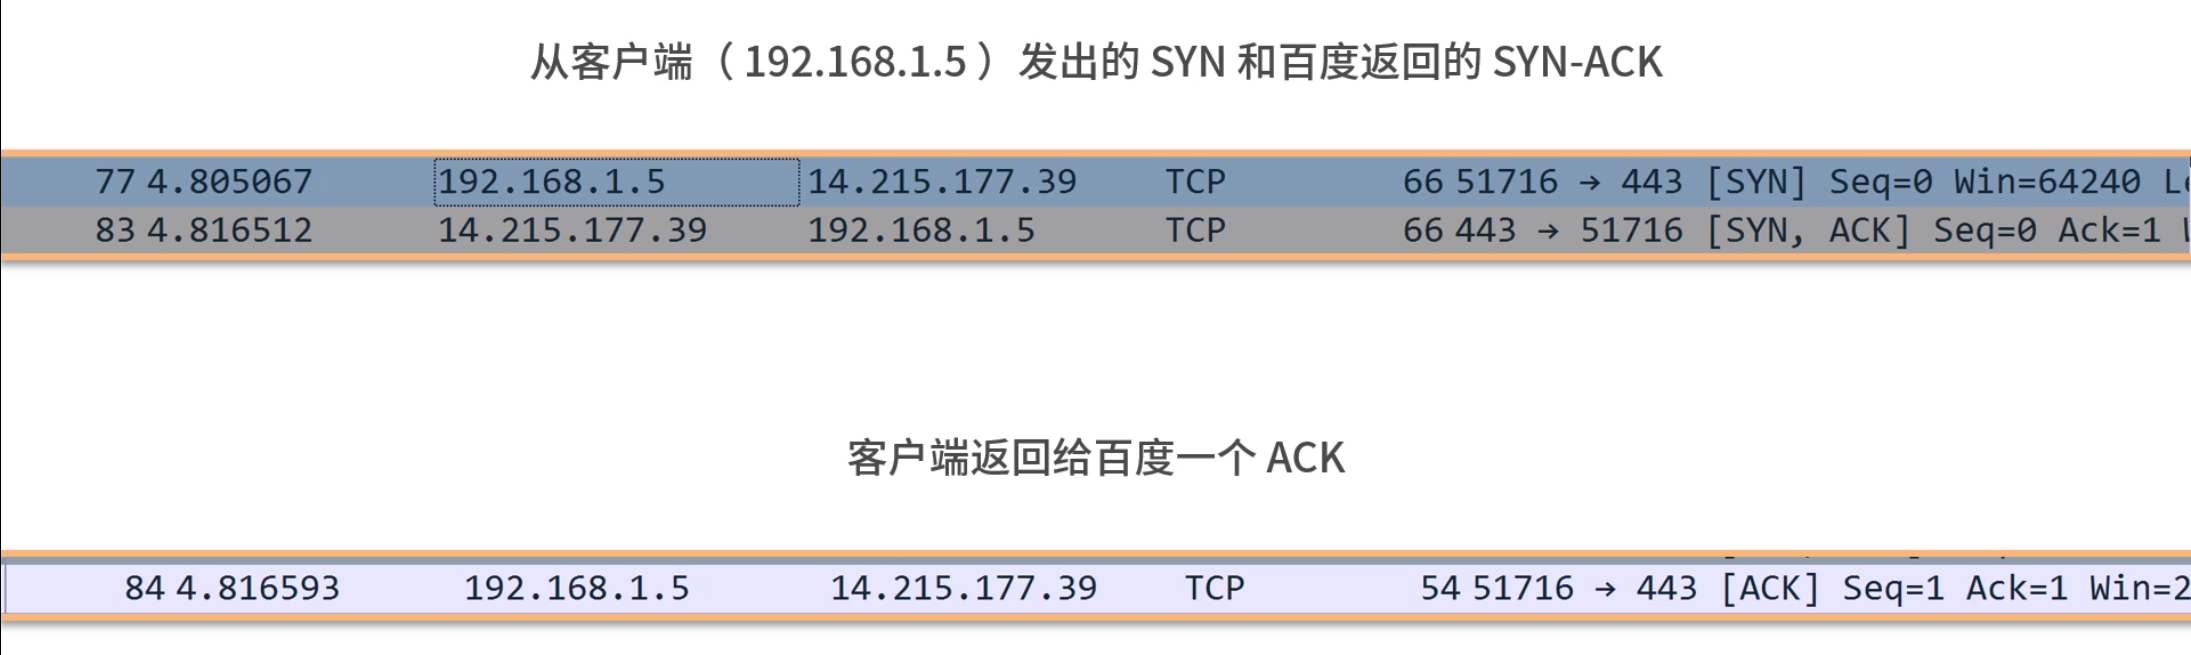 从客户端（192.168.1.5）发出的 SYN 和百度返回的 SYN-ACK
77 4.805067 192.168.1.5 14.215.177.39 TCP 66 51716 → 443 [SYN] Seq=0 Win=64240
83 4.816512 14.215.177.39 192.168.1.5 TCP 66 443 → 51716 [SYN, ACK] Seq=0 Ack=1
客户端返回给百度一个 ACK
84 4.816593 192.168.1.5 14.215.177.39 TCP 54 51716 → 443 [ACK] Seq=1 Ack=1 Win=2